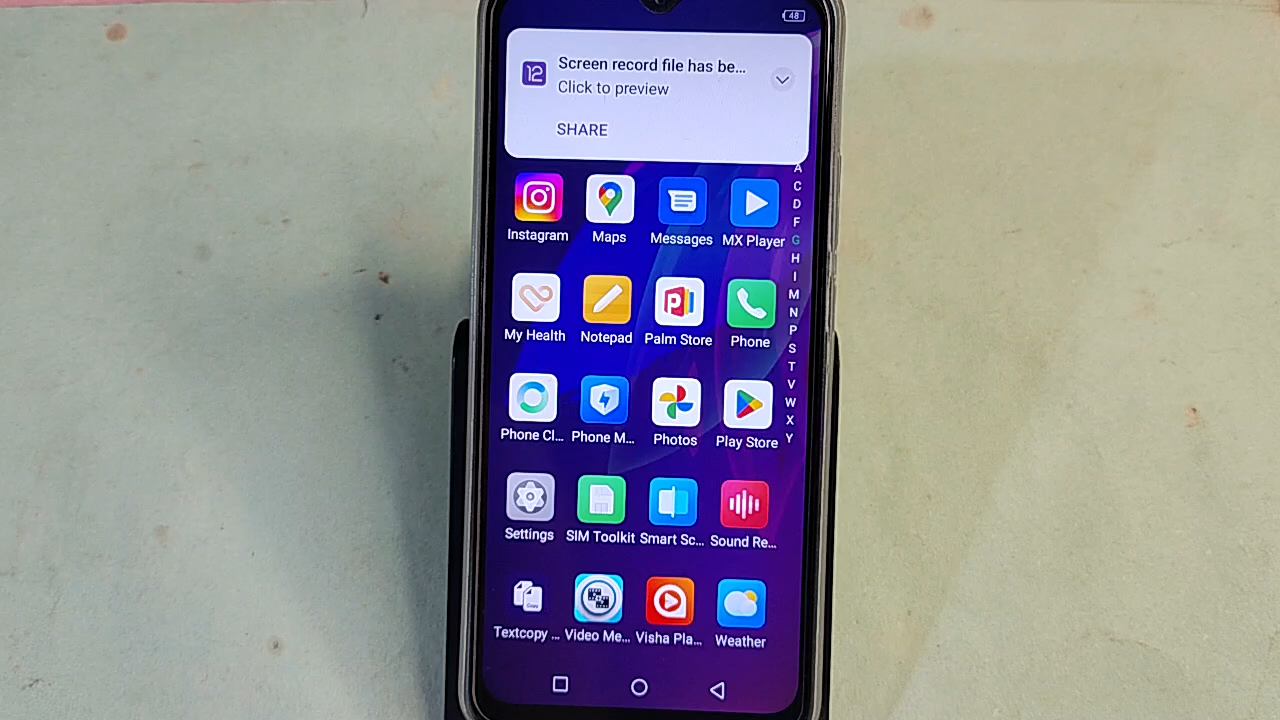 48
12
Screen record file has be...
Click to preview
SHARE
Instagram Maps Messages MX Player
My Health Notepad Palm Store Phone
Phone Cl... Phone M... Photos Play Store
Settings SIM Toolkit Smart Sc... Sound Re...
Copy
Textcopy ... Video Me... Visha Pla... Weather
A
C
D
F
G
H
I
M
N
P
S
T
V
W
X
Y